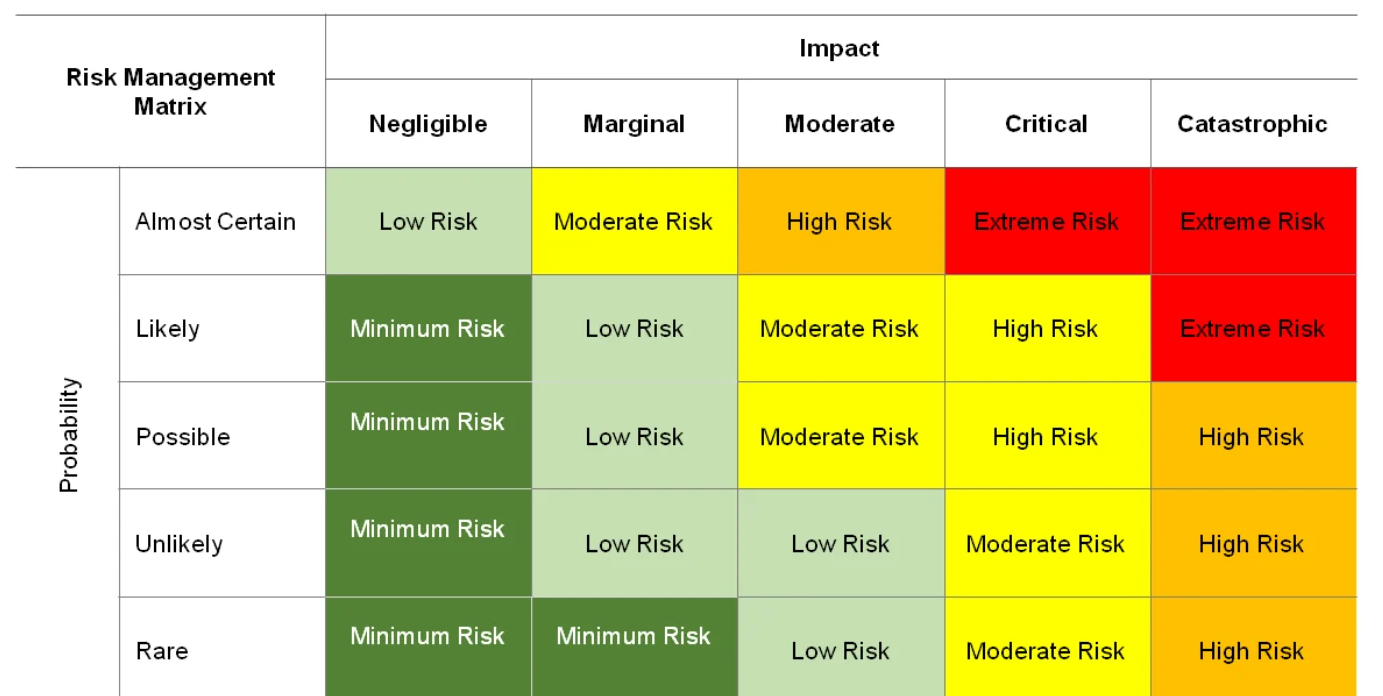 Risk Management
Matrix
Impact
Negligible Marginal Moderate Critical Catastrophic
Probability
Almost Certain Low Risk Moderate Risk High Risk Extreme Risk Extreme Risk
Likely Minimum Risk Low Risk Moderate Risk High Risk Extreme Risk
Possible Minimum Risk Low Risk Moderate Risk High Risk High Risk
Unlikely Minimum Risk Low Risk Low Risk Moderate Risk High Risk
Rare Minimum Risk Minimum Risk Low Risk Moderate Risk High Risk